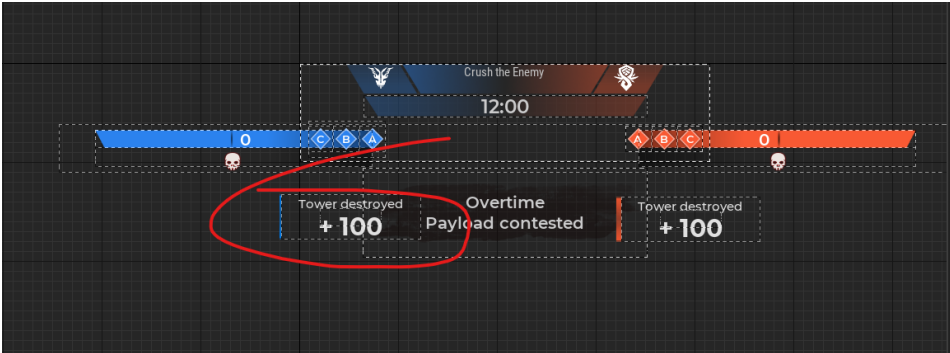 Crush the Enemy
12:00
0 C B A
A B C 0
Overtime
Payload contested
Tower destroyed
+ 100
Tower destroyed
+ 100